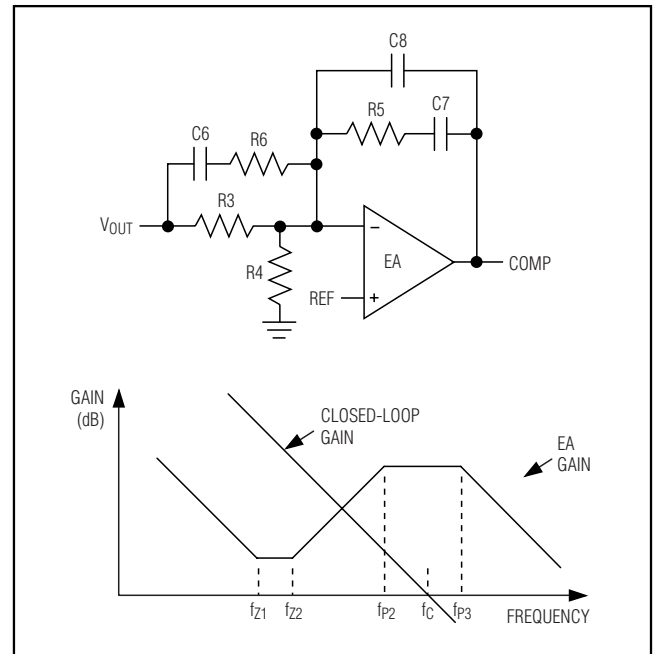 C8
R5
C7
C6
R6
R3
VOUT
R4
−
EA
COMP
REF
+
GAIN
(dB)
CLOSED-LOOP
GAIN
EA
GAIN
fZ1
fZ2
fP2
fC
fP3
FREQUENCY